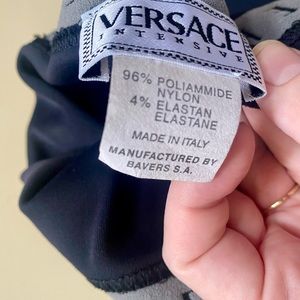 VERSACE
INTENSIVE
96% POLIAMMIDE
NYLON
4% ELASTAN
ELASTANE
MADE IN ITALY
MANUFACTURED BY
BAVERS S.A.